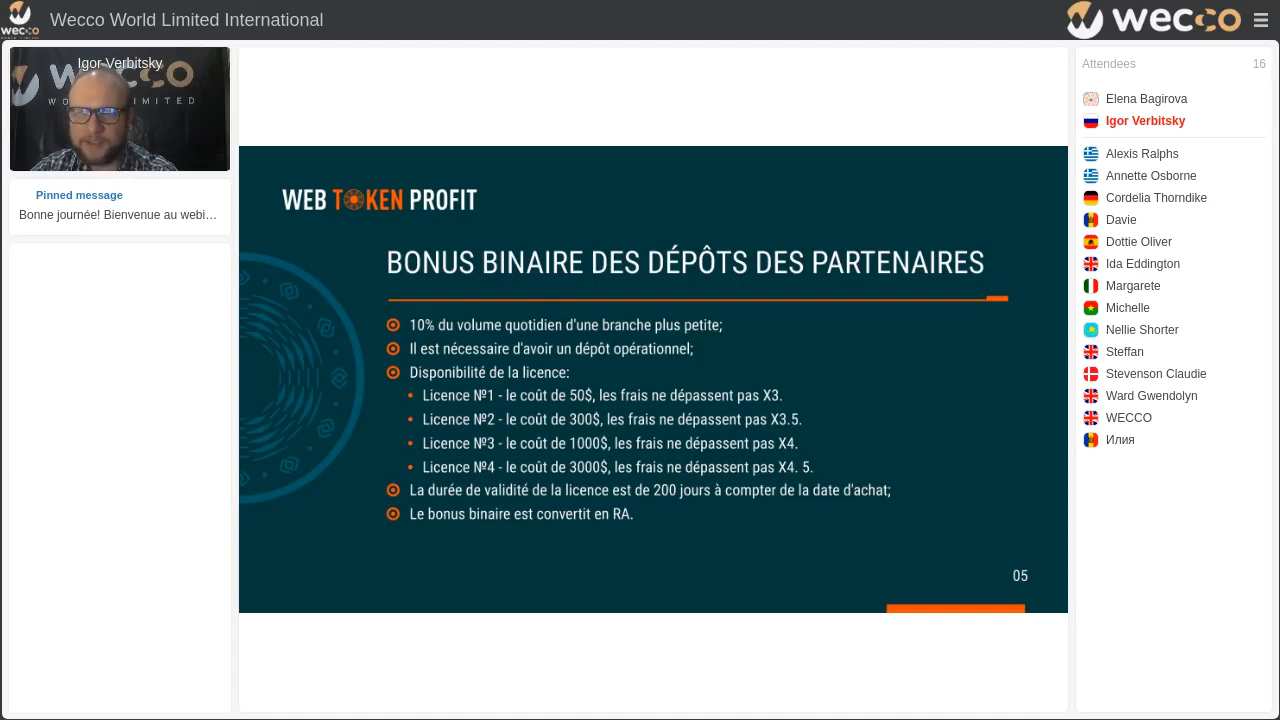 Wecco World Limited International
wecco
wecco
Igor Verbitsky
WECCO
WORLD LIMITED
Pinned message
Bonne journée! Bienvenue au webi…
WEB TOKEN PROFIT
BONUS BINAIRE DES DÉPÔTS DES PARTENAIRES
10% du volume quotidien d'une branche plus petite;
Il est nécessaire d'avoir un dépôt opérationnel;
Disponibilité de la licence:
Licence №1 - le coût de 50$, les frais ne dépassent pas X3.
Licence №2 - le coût de 300$, les frais ne dépassent pas X3.5.
Licence №3 - le coût de 1000$, les frais ne dépassent pas X4.
Licence №4 - le coût de 3000$, les frais ne dépassent pas X4. 5.
La durée de validité de la licence est de 200 jours à compter de la date d'achat;
Le bonus binaire est convertit en RA.
05
Attendees 16
Elena Bagirova
Igor Verbitsky
Alexis Ralphs
Annette Osborne
Cordelia Thorndike
Davie
Dottie Oliver
Ida Eddington
Margarete
Michelle
Nellie Shorter
Steffan
Stevenson Claudie
Ward Gwendolyn
WECCO
Илия